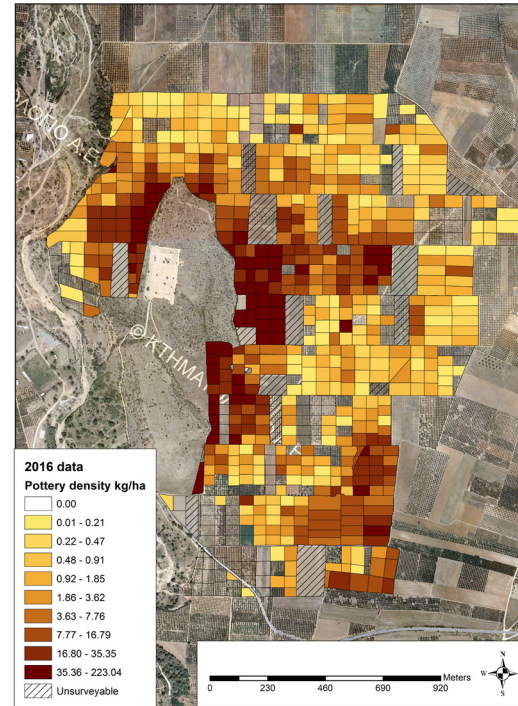 © ΚΤΗΜΑΤ
2016 data
Pottery density kg/ha
0.00
0.01 - 0.21
0.22 - 0.47
0.48 - 0.91
0.92 - 1.85
1.86 - 3.62
3.63 - 7.76
7.77 - 16.79
16.80 - 35.35
35.36 - 223.04
Unsurveyable
Meters
0 130 230 460 690 920
N
W E
S